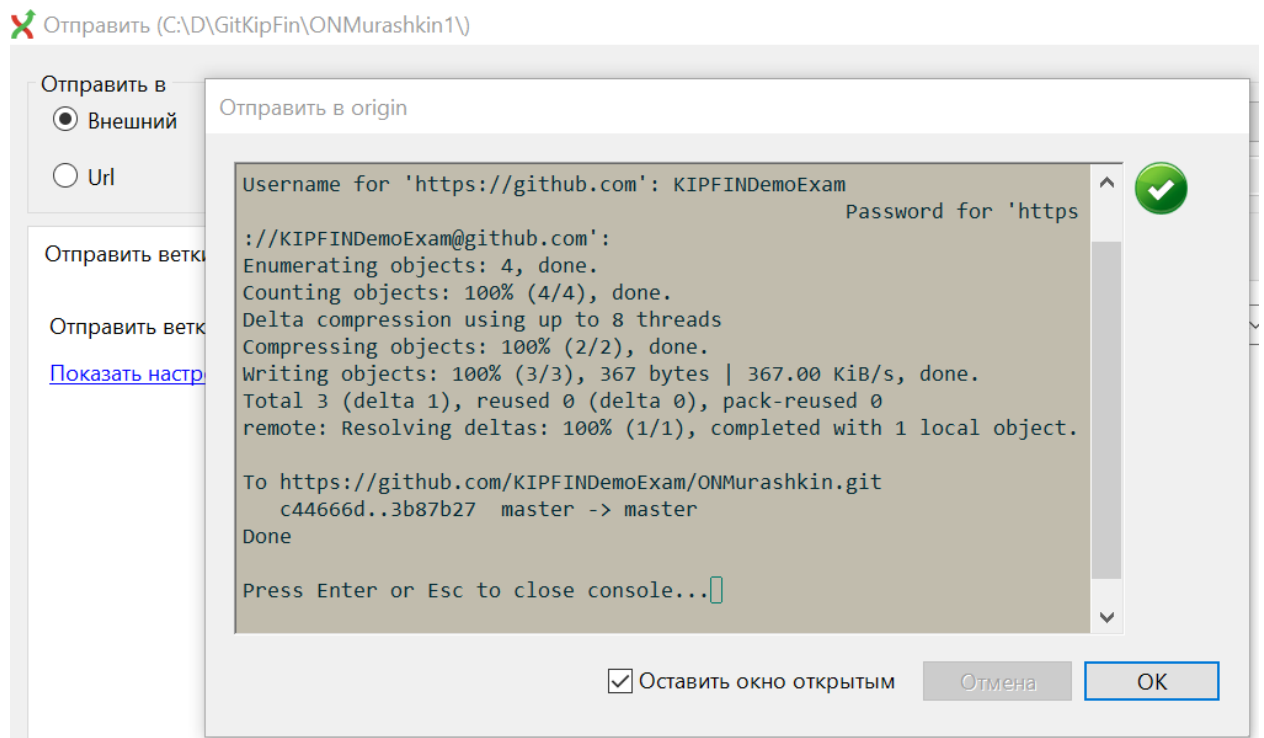 Отправить (C:\D\GitKipFin\ONMurashkin1\)
Отправить в
Внешний
Url
Отправить ветки
Отправить ветк
Показать настр
Отправить в origin
Username for 'https://github.com': KIPFINDemoExam
Password for 'https
://KIPFINDemoExam@github.com':
Enumerating objects: 4, done.
Counting objects: 100% (4/4), done.
Delta compression using up to 8 threads
Compressing objects: 100% (2/2), done.
Writing objects: 100% (3/3), 367 bytes | 367.00 KiB/s, done.
Total 3 (delta 1), reused 0 (delta 0), pack-reused 0
remote: Resolving deltas: 100% (1/1), completed with 1 local object.
To https://github.com/KIPFINDemoExam/ONMurashkin.git
c44666d..3b87b27  master -> master
Done
Press Enter or Esc to close console...
Оставить окно открытым
Отмена
OK